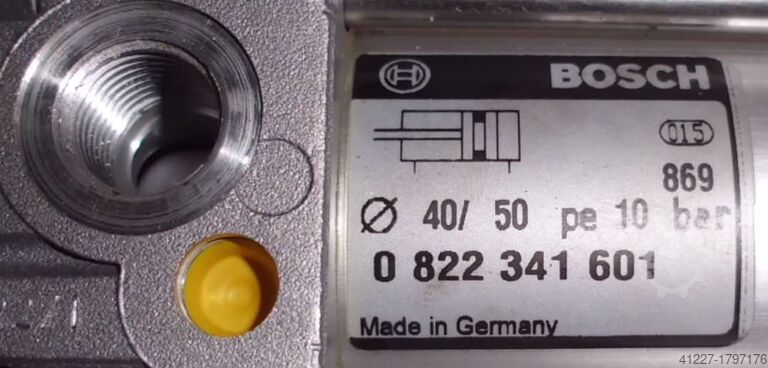 BOSCH
015
869
Ø 40/ 50 pe 10 bar
0 822 341 601
Made in Germany
41227-1797176